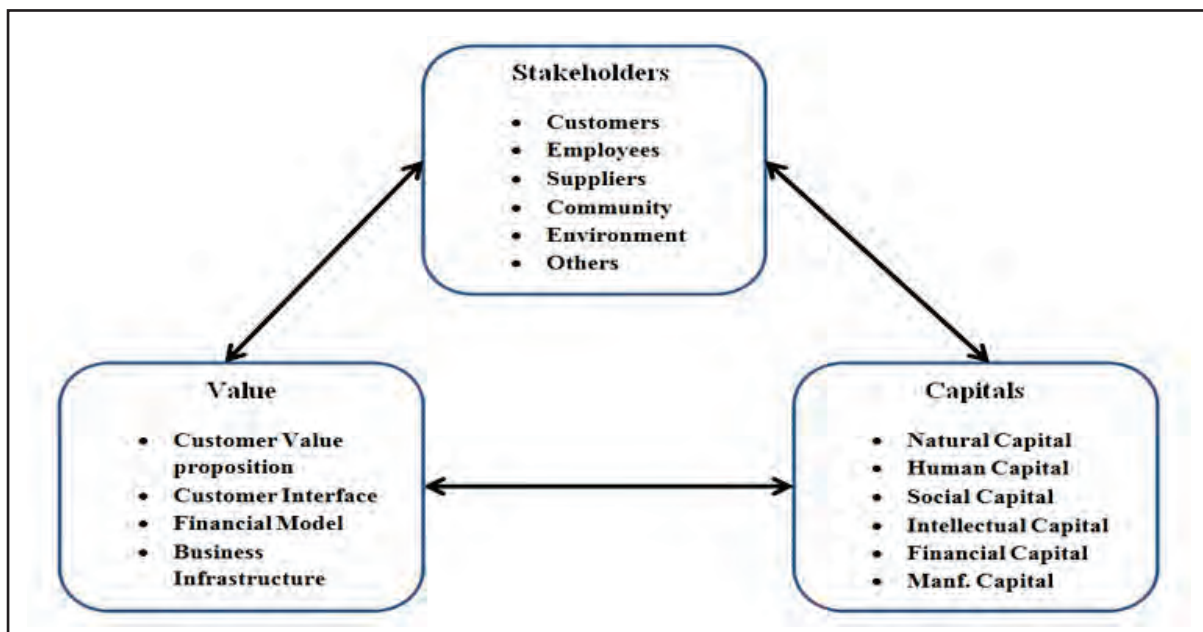 Stakeholders
• Customers
• Employees
• Suppliers
• Community
• Environment
• Others
Value
• Customer Value
proposition
• Customer Interface
• Financial Model
• Business
Infrastructure
Capitals
• Natural Capital
• Human Capital
• Social Capital
• Intellectual Capital
• Financial Capital
• Manf. Capital